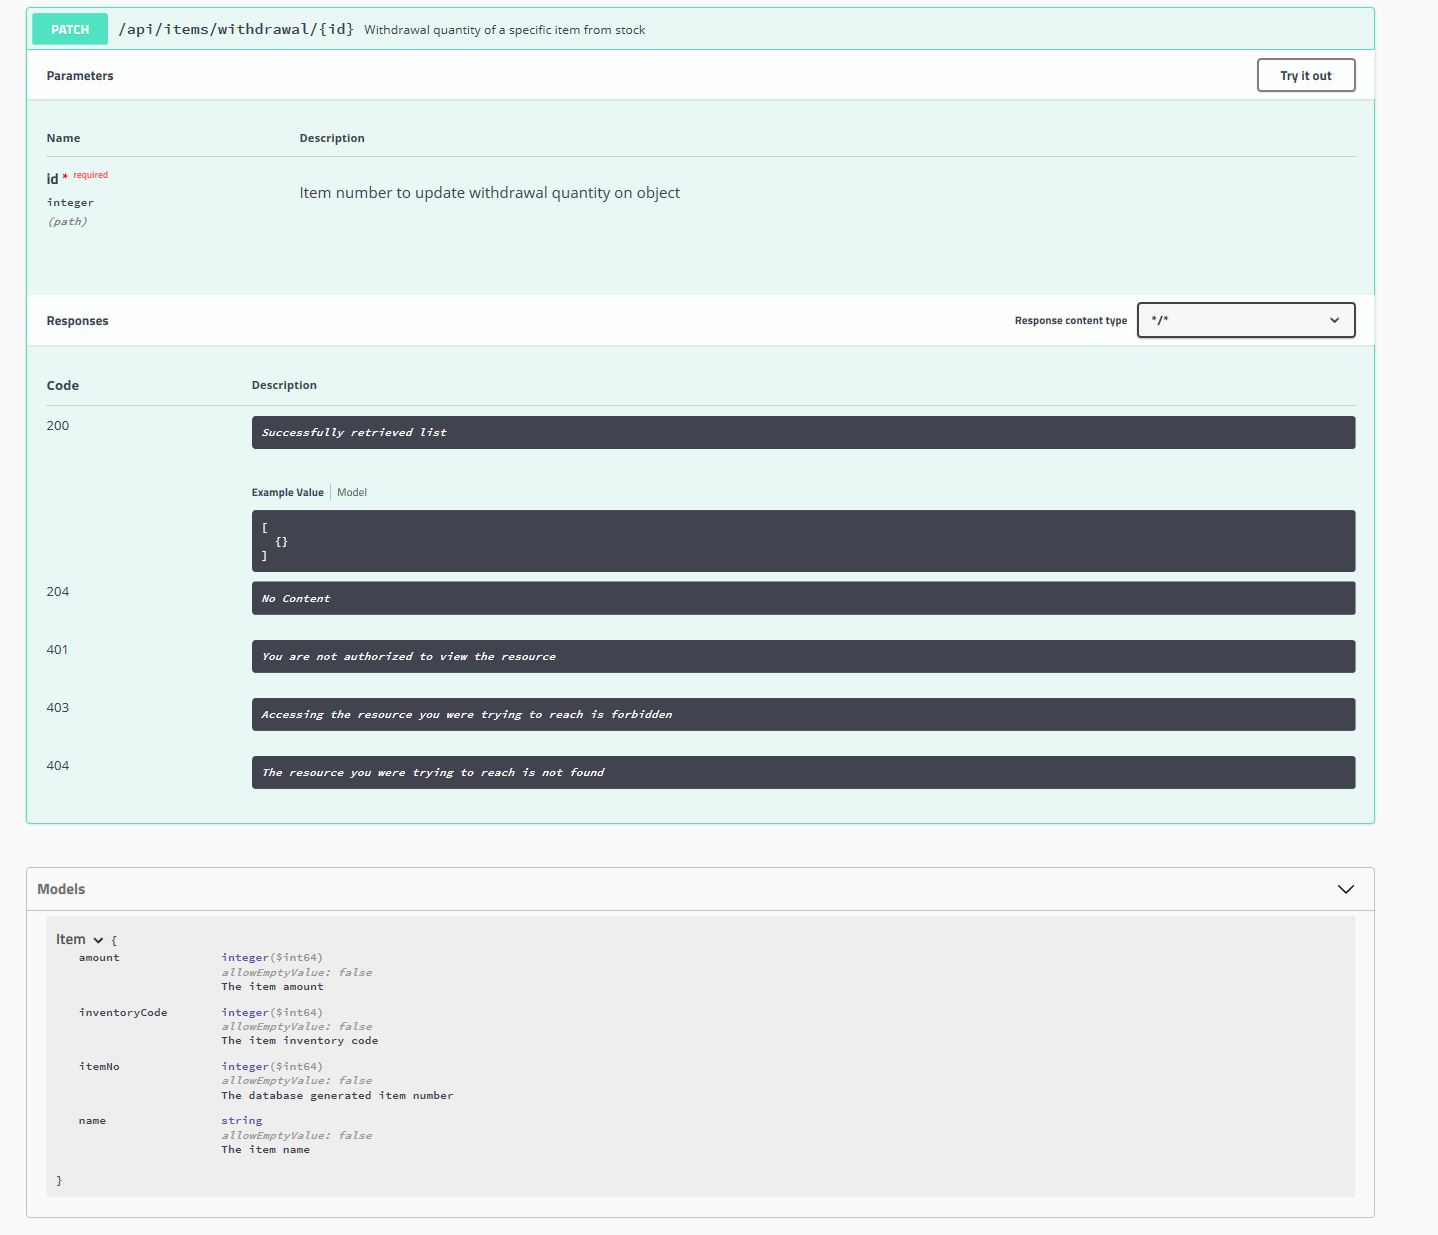 PATCH /api/items/withdrawal/{id} Withdrawal quantity of a specific item from stock
Parameters Try it out
Name Description
id * required
integer
(path)
Item number to update withdrawal quantity on object
Responses Response content type */*
Code Description
200 Successfully retrieved list
Example Value Model
[
{}
]
204 No Content
401 You are not authorized to view the resource
403 Accessing the resource you were trying to reach is forbidden
404 The resource you were trying to reach is not found
Models
Item {
amount integer($int64)
allowEmptyValue: false
The item amount
inventoryCode integer($int64)
allowEmptyValue: false
The item inventory code
itemNo integer($int64)
allowEmptyValue: false
The database generated item number
name string
allowEmptyValue: false
The item name
}